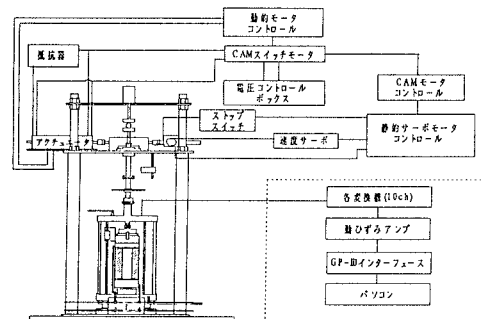 動的モータ
コントロール
抵抗器
CAMスイッチモータ
電圧コントロール
ボックス
CAMモータ
コントロール
ストップ
スイッチ
アクチュエータ
速度サーボ
静的サーボモータ
コントロール
各変換機(10ch)
動ひずみアンプ
GP-IBインターフェース
パソコン